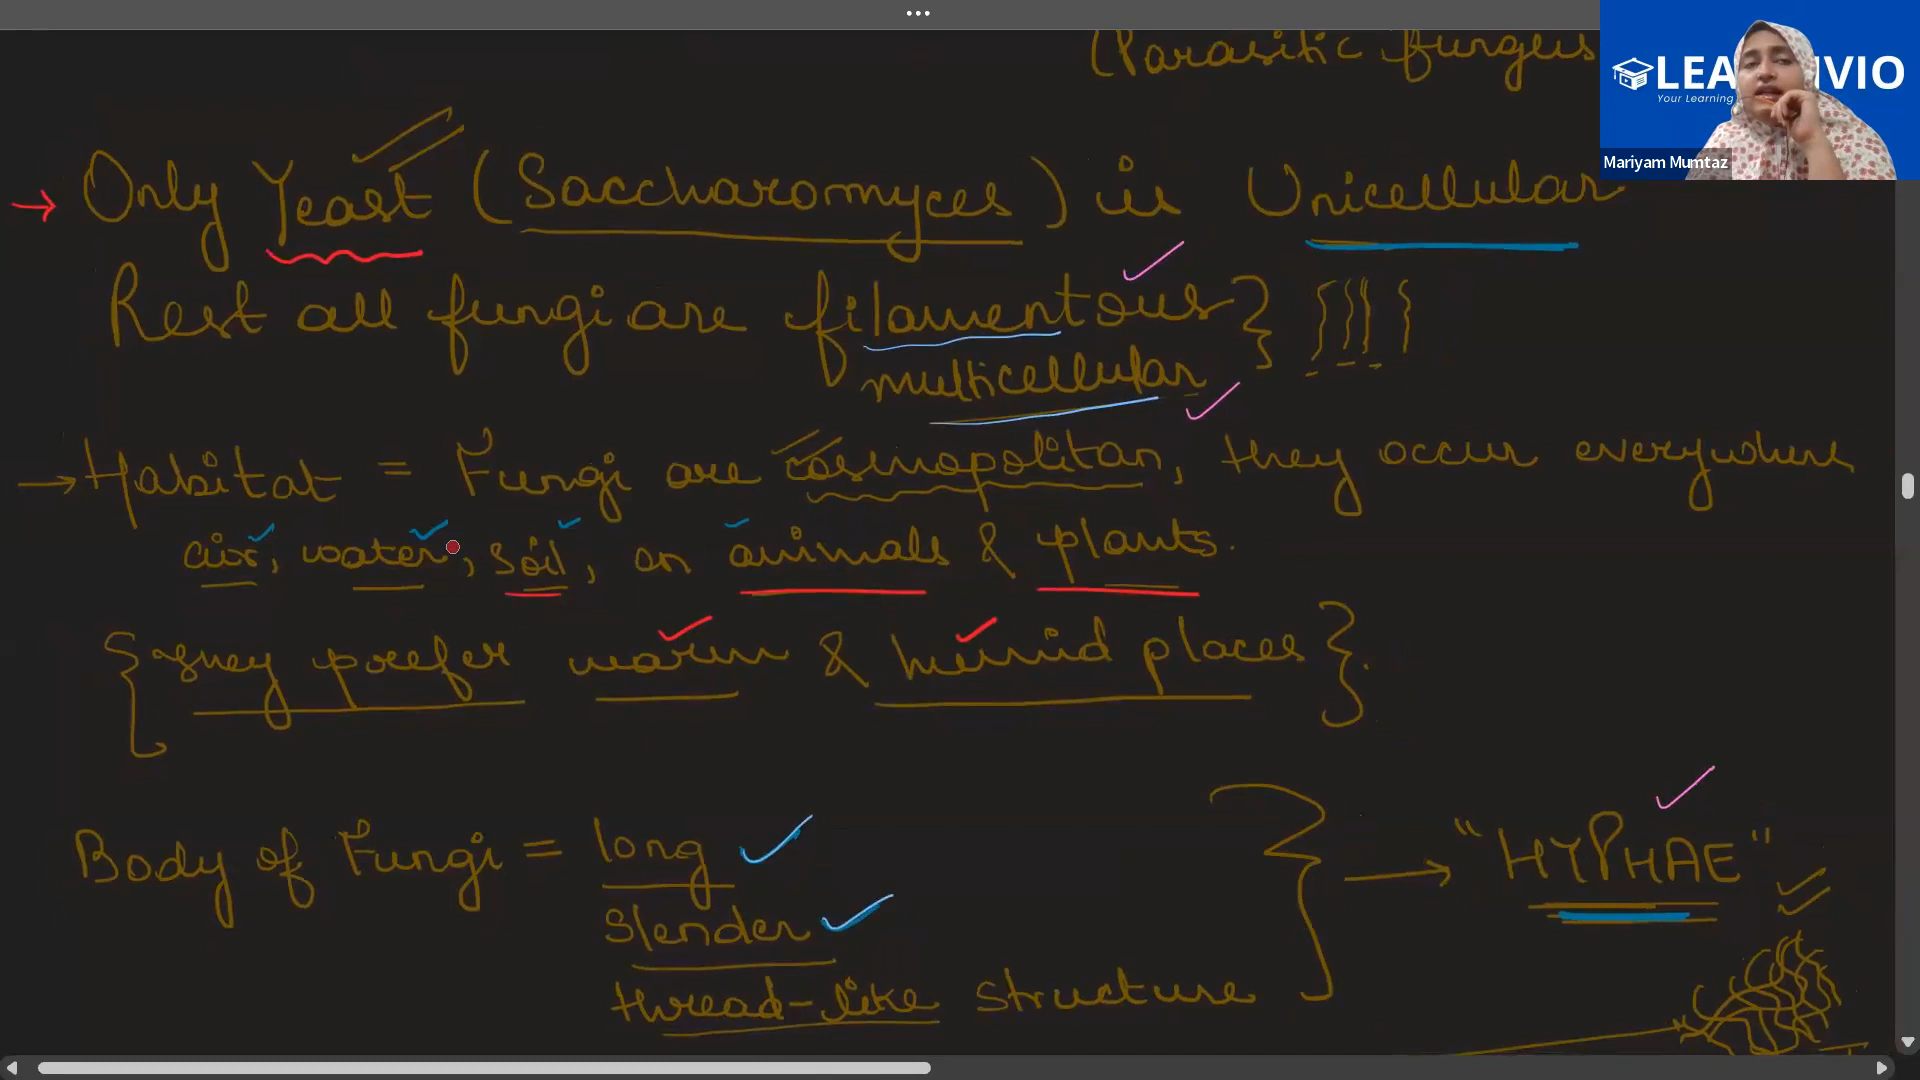 (Parasitic fungus
LEA VIO
Your Learning
Mariyam Mumtaz
→ Only Yeast (Saccharomyces) is Unicellular
Rest all fungi are filamentous }
multicellular
→ Habitat = Fungi are cosmopolitan, they occur everywhere
air, water, soil, on animals & plants.
{ They prefer warm & humid places }.
Body of Fungi = long
slender
thread-like structure } → "HYPHAE"